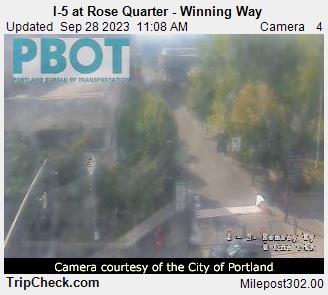 I-5 at Rose Quarter - Winning Way
Updated Sep 28 2023 11:08 AM Camera 4
PBOT
PORTLAND BUREAU OF TRANSPORTATION
Camera courtesy of the City of Portland
TripCheck.com Milepost302.00